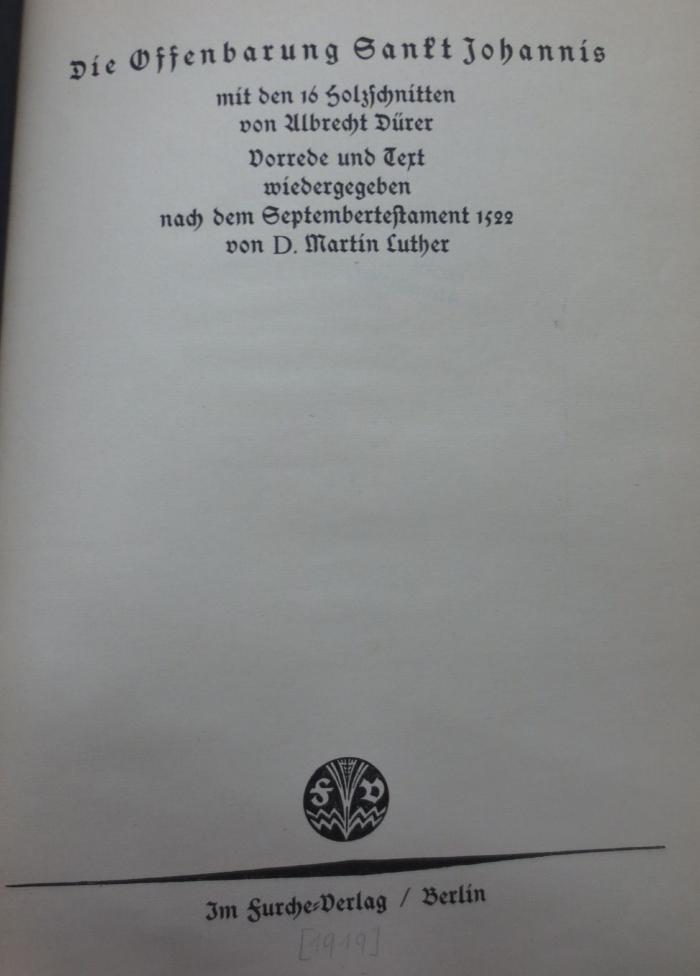 Die Offenbarung Sankt Johannis
mit den 16 Holzschnitten
von Albrecht Dürer
Vorrede und Text
wiedergegeben
nach dem Septembertestament 1522
von D. Martin Luther
F V
Im Furche-Verlag / Berlin
[1919]